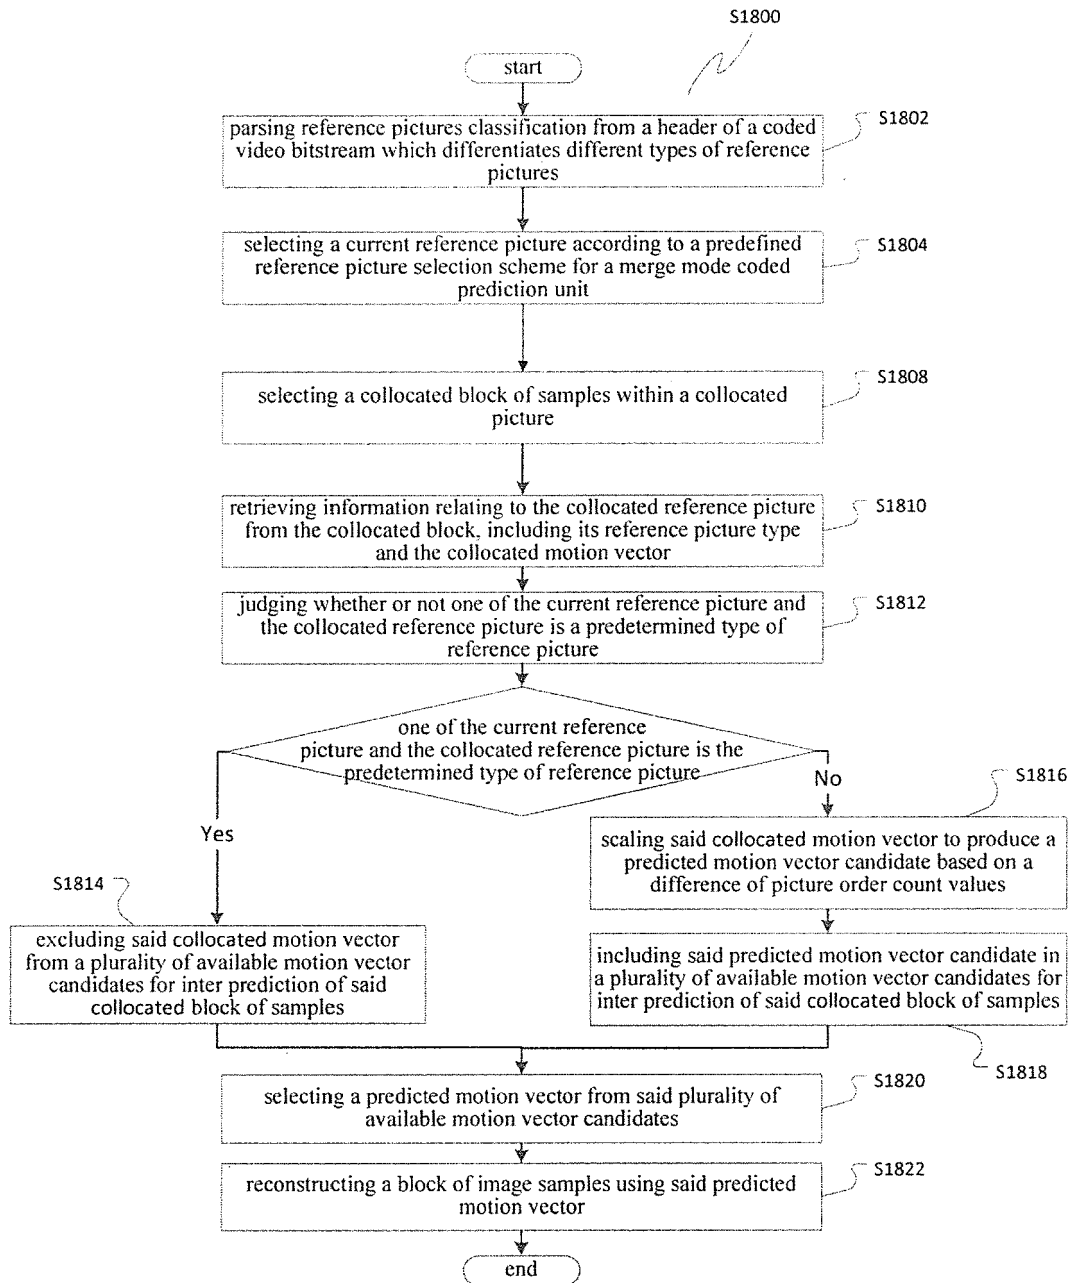 S1800
start
parsing reference pictures classification from a header of a coded
video bitstream which differentiates different types of reference
pictures
S1802
selecting a current reference picture according to a predefined
reference picture selection scheme for a merge mode coded
prediction unit
S1804
selecting a collocated block of samples within a collocated
picture
S1808
retrieving information relating to the collocated reference picture
from the collocated block, including its reference picture type
and the collocated motion vector
S1810
judging whether or not one of the current reference picture and
the collocated reference picture is a predetermined type of
reference picture
S1812
one of the current reference
picture and the collocated reference picture is the
predetermined type of reference picture
Yes
No
S1814
excluding said collocated motion vector
from a plurality of available motion vector
candidates for inter prediction of said
collocated block of samples
S1816
scaling said collocated motion vector to produce a
predicted motion vector candidate based on a
difference of picture order count values
including said predicted motion vector candidate in
a plurality of available motion vector candidates for
inter prediction of said collocated block of samples
S1818
selecting a predicted motion vector from said plurality of
available motion vector candidates
S1820
reconstructing a block of image samples using said predicted
motion vector
S1822
end